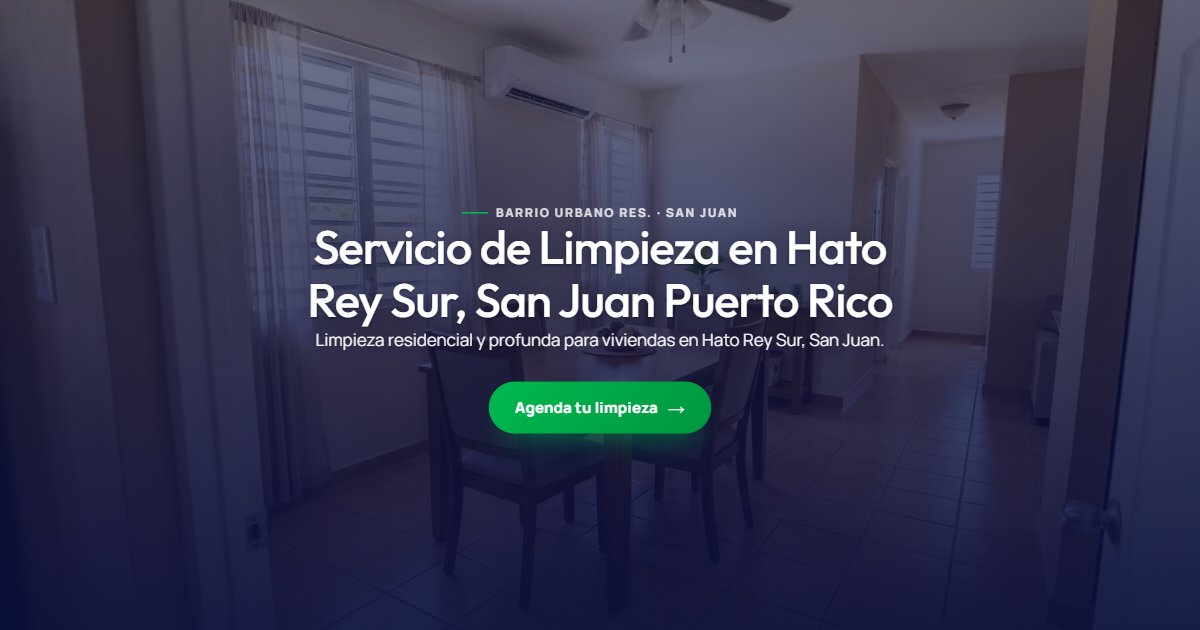 BARRIO URBANO RES. · SAN JUAN
Servicio de Limpieza en Hato
Rey Sur, San Juan Puerto Rico
Limpieza residencial y profunda para viviendas en Hato Rey Sur, San Juan.
Agenda tu limpieza →